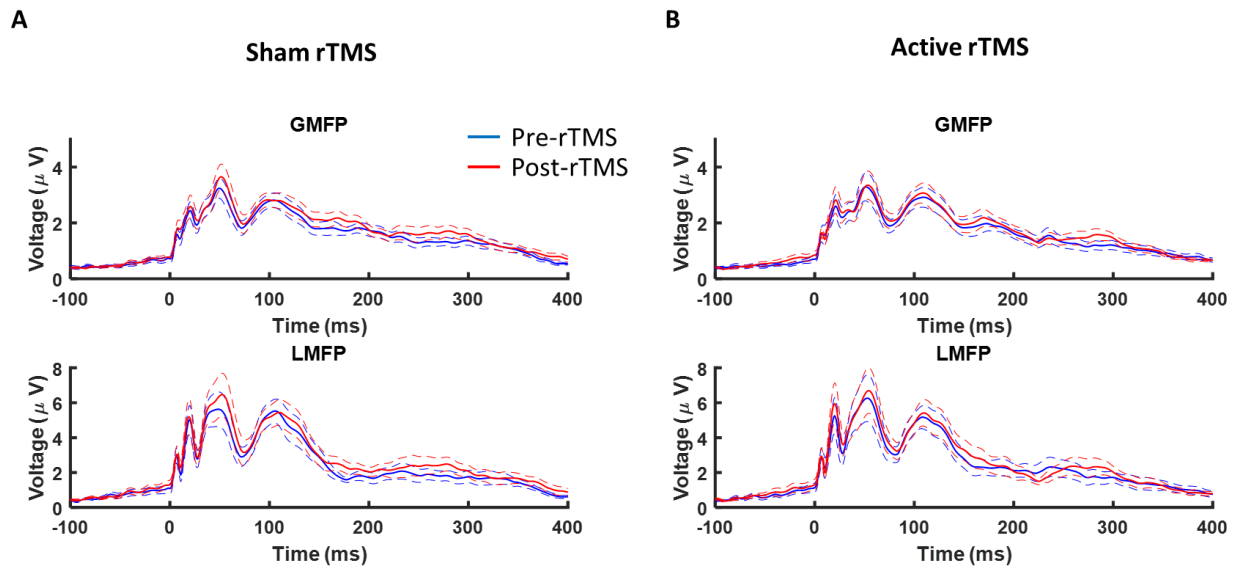 A
Sham rTMS
GMFP
Pre-rTMS
Post-rTMS
Voltage (μ V)
4
2
0
-100 0 100 200 300 400
Time (ms)
LMFP
Voltage (μ V)
8
6
4
2
0
-100 0 100 200 300 400
Time (ms)
B
Active rTMS
GMFP
Voltage (μ V)
4
2
0
-100 0 100 200 300 400
Time (ms)
LMFP
Voltage (μ V)
8
6
4
2
0
-100 0 100 200 300 400
Time (ms)